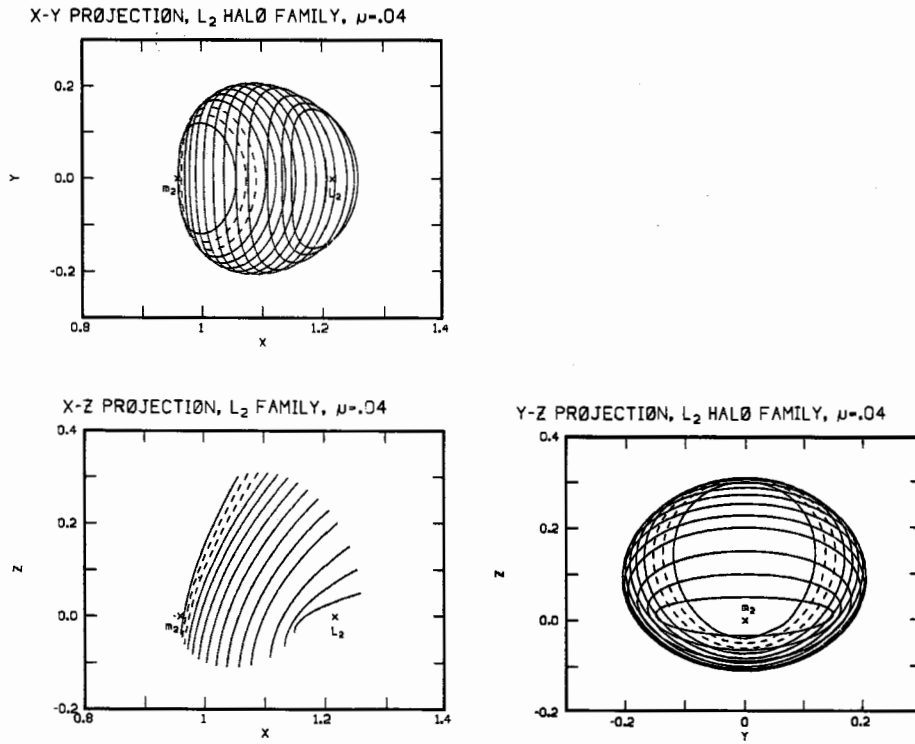 X-Y PRØJECTIØN, L₂ HALØ FAMILY, μ=.04
0.2
Y
0.0
m₂
L₂
-0.2
0.8
1
1.2
1.4
X
X-Z PRØJECTIØN, L₂ FAMILY, μ=.04
0.4
0.2
Z
0.0
m₂
L₂
-0.2
0.8
1
1.2
1.4
X
Y-Z PRØJECTIØN, L₂ HALØ FAMILY, μ=.04
0.4
0.2
Z
m₂
0.0
-0.2
-0.2
0
0.2
Y